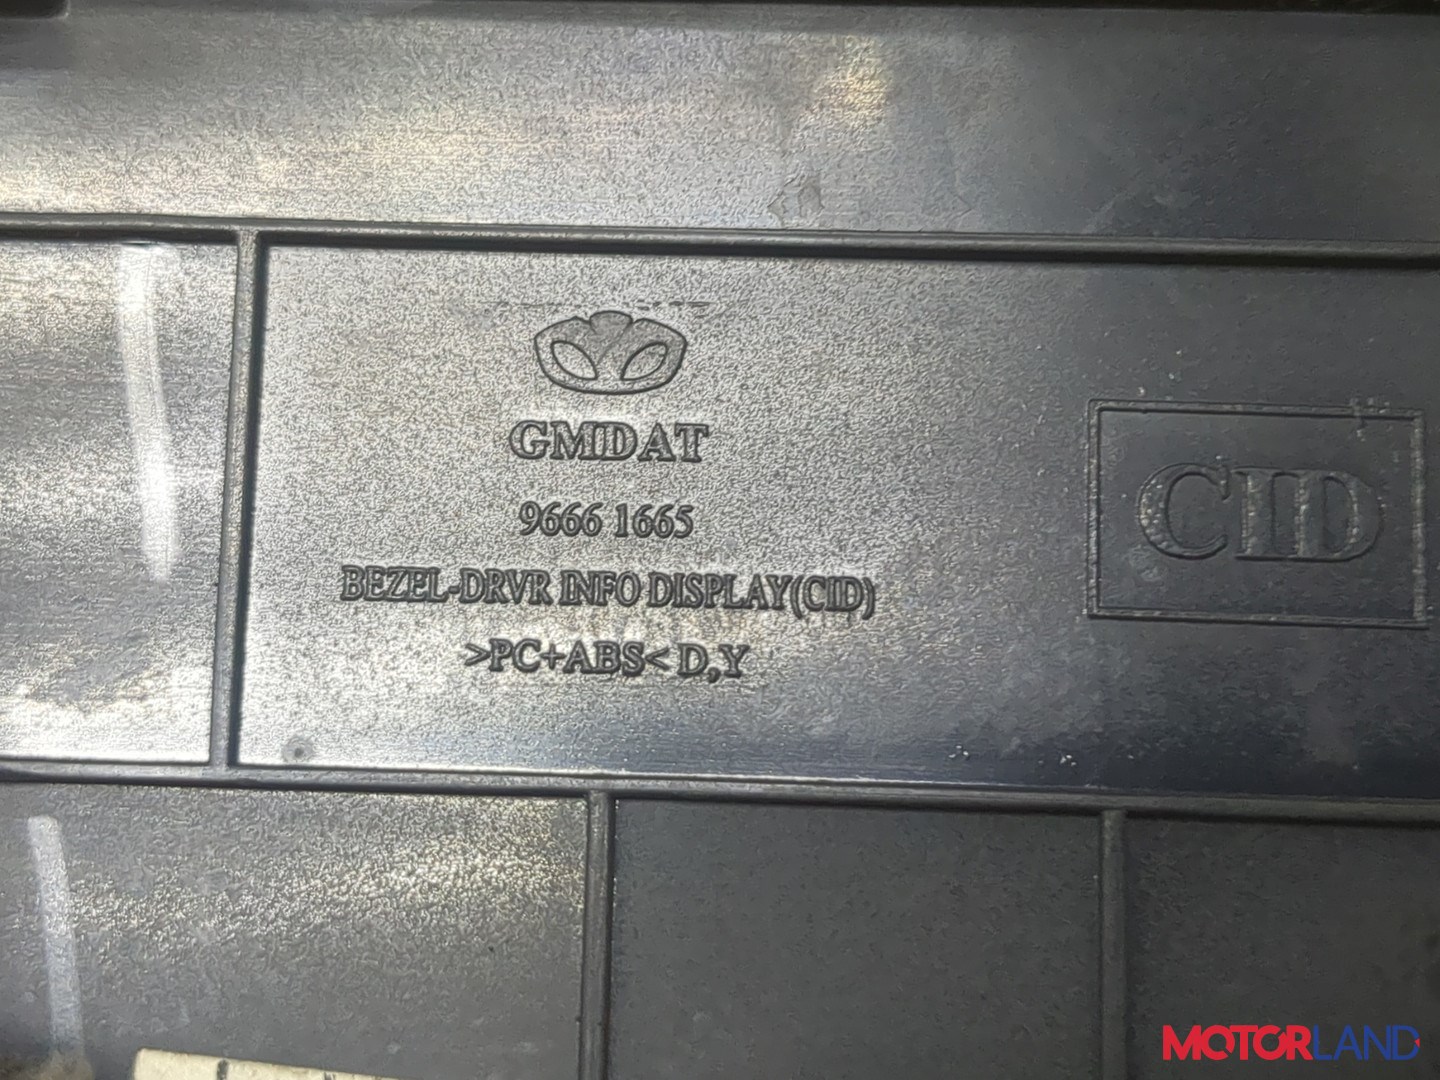 GMDAT
9666 1665
BEZEL-DRVR INFO DISPLAY(CID)
>PC+ABS< D,Y
CID
MOTORLAND